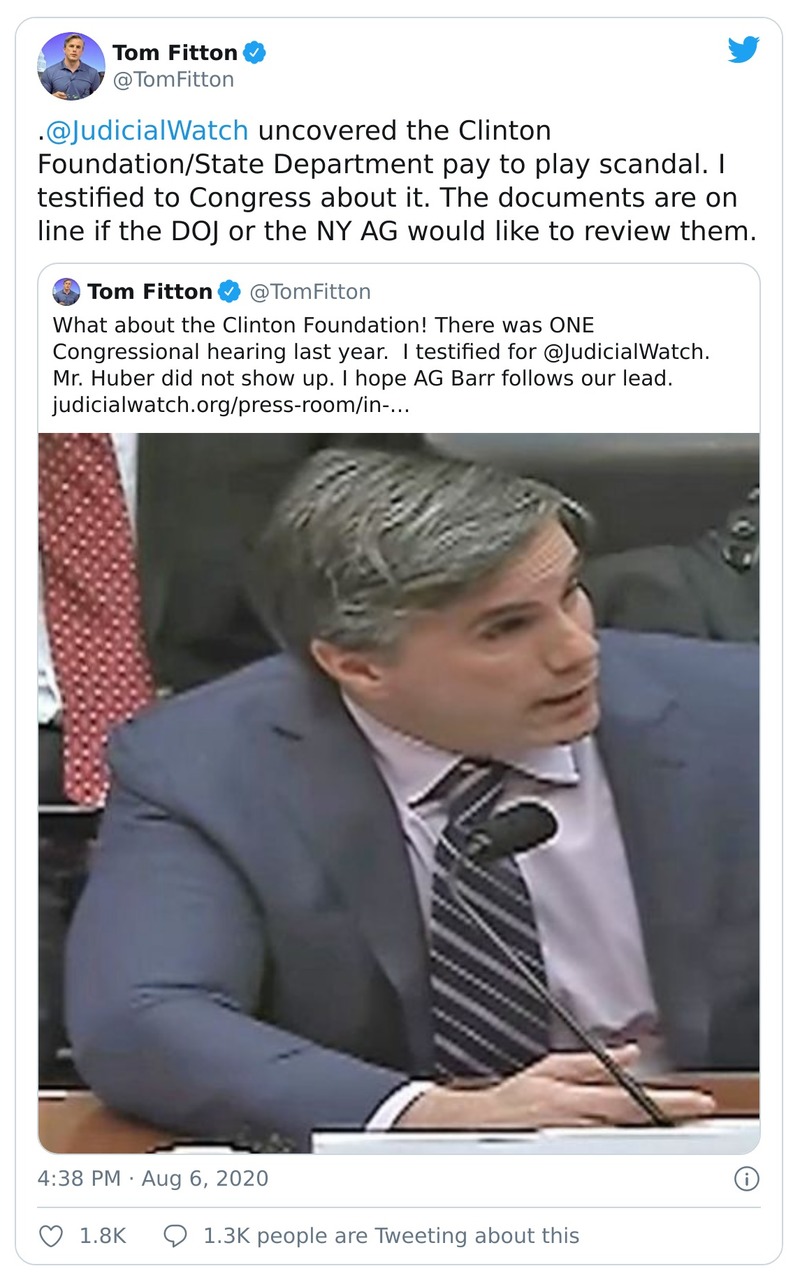 Tom Fitton
@TomFitton
.@JudicialWatch uncovered the Clinton
Foundation/State Department pay to play scandal. I
testified to Congress about it. The documents are on
line if the DOJ or the NY AG would like to review them.
Tom Fitton @TomFitton
What about the Clinton Foundation! There was ONE
Congressional hearing last year.  I testified for @JudicialWatch.
Mr. Huber did not show up. I hope AG Barr follows our lead.
judicialwatch.org/press-room/in-…
4:38 PM · Aug 6, 2020
1.8K 1.3K people are Tweeting about this